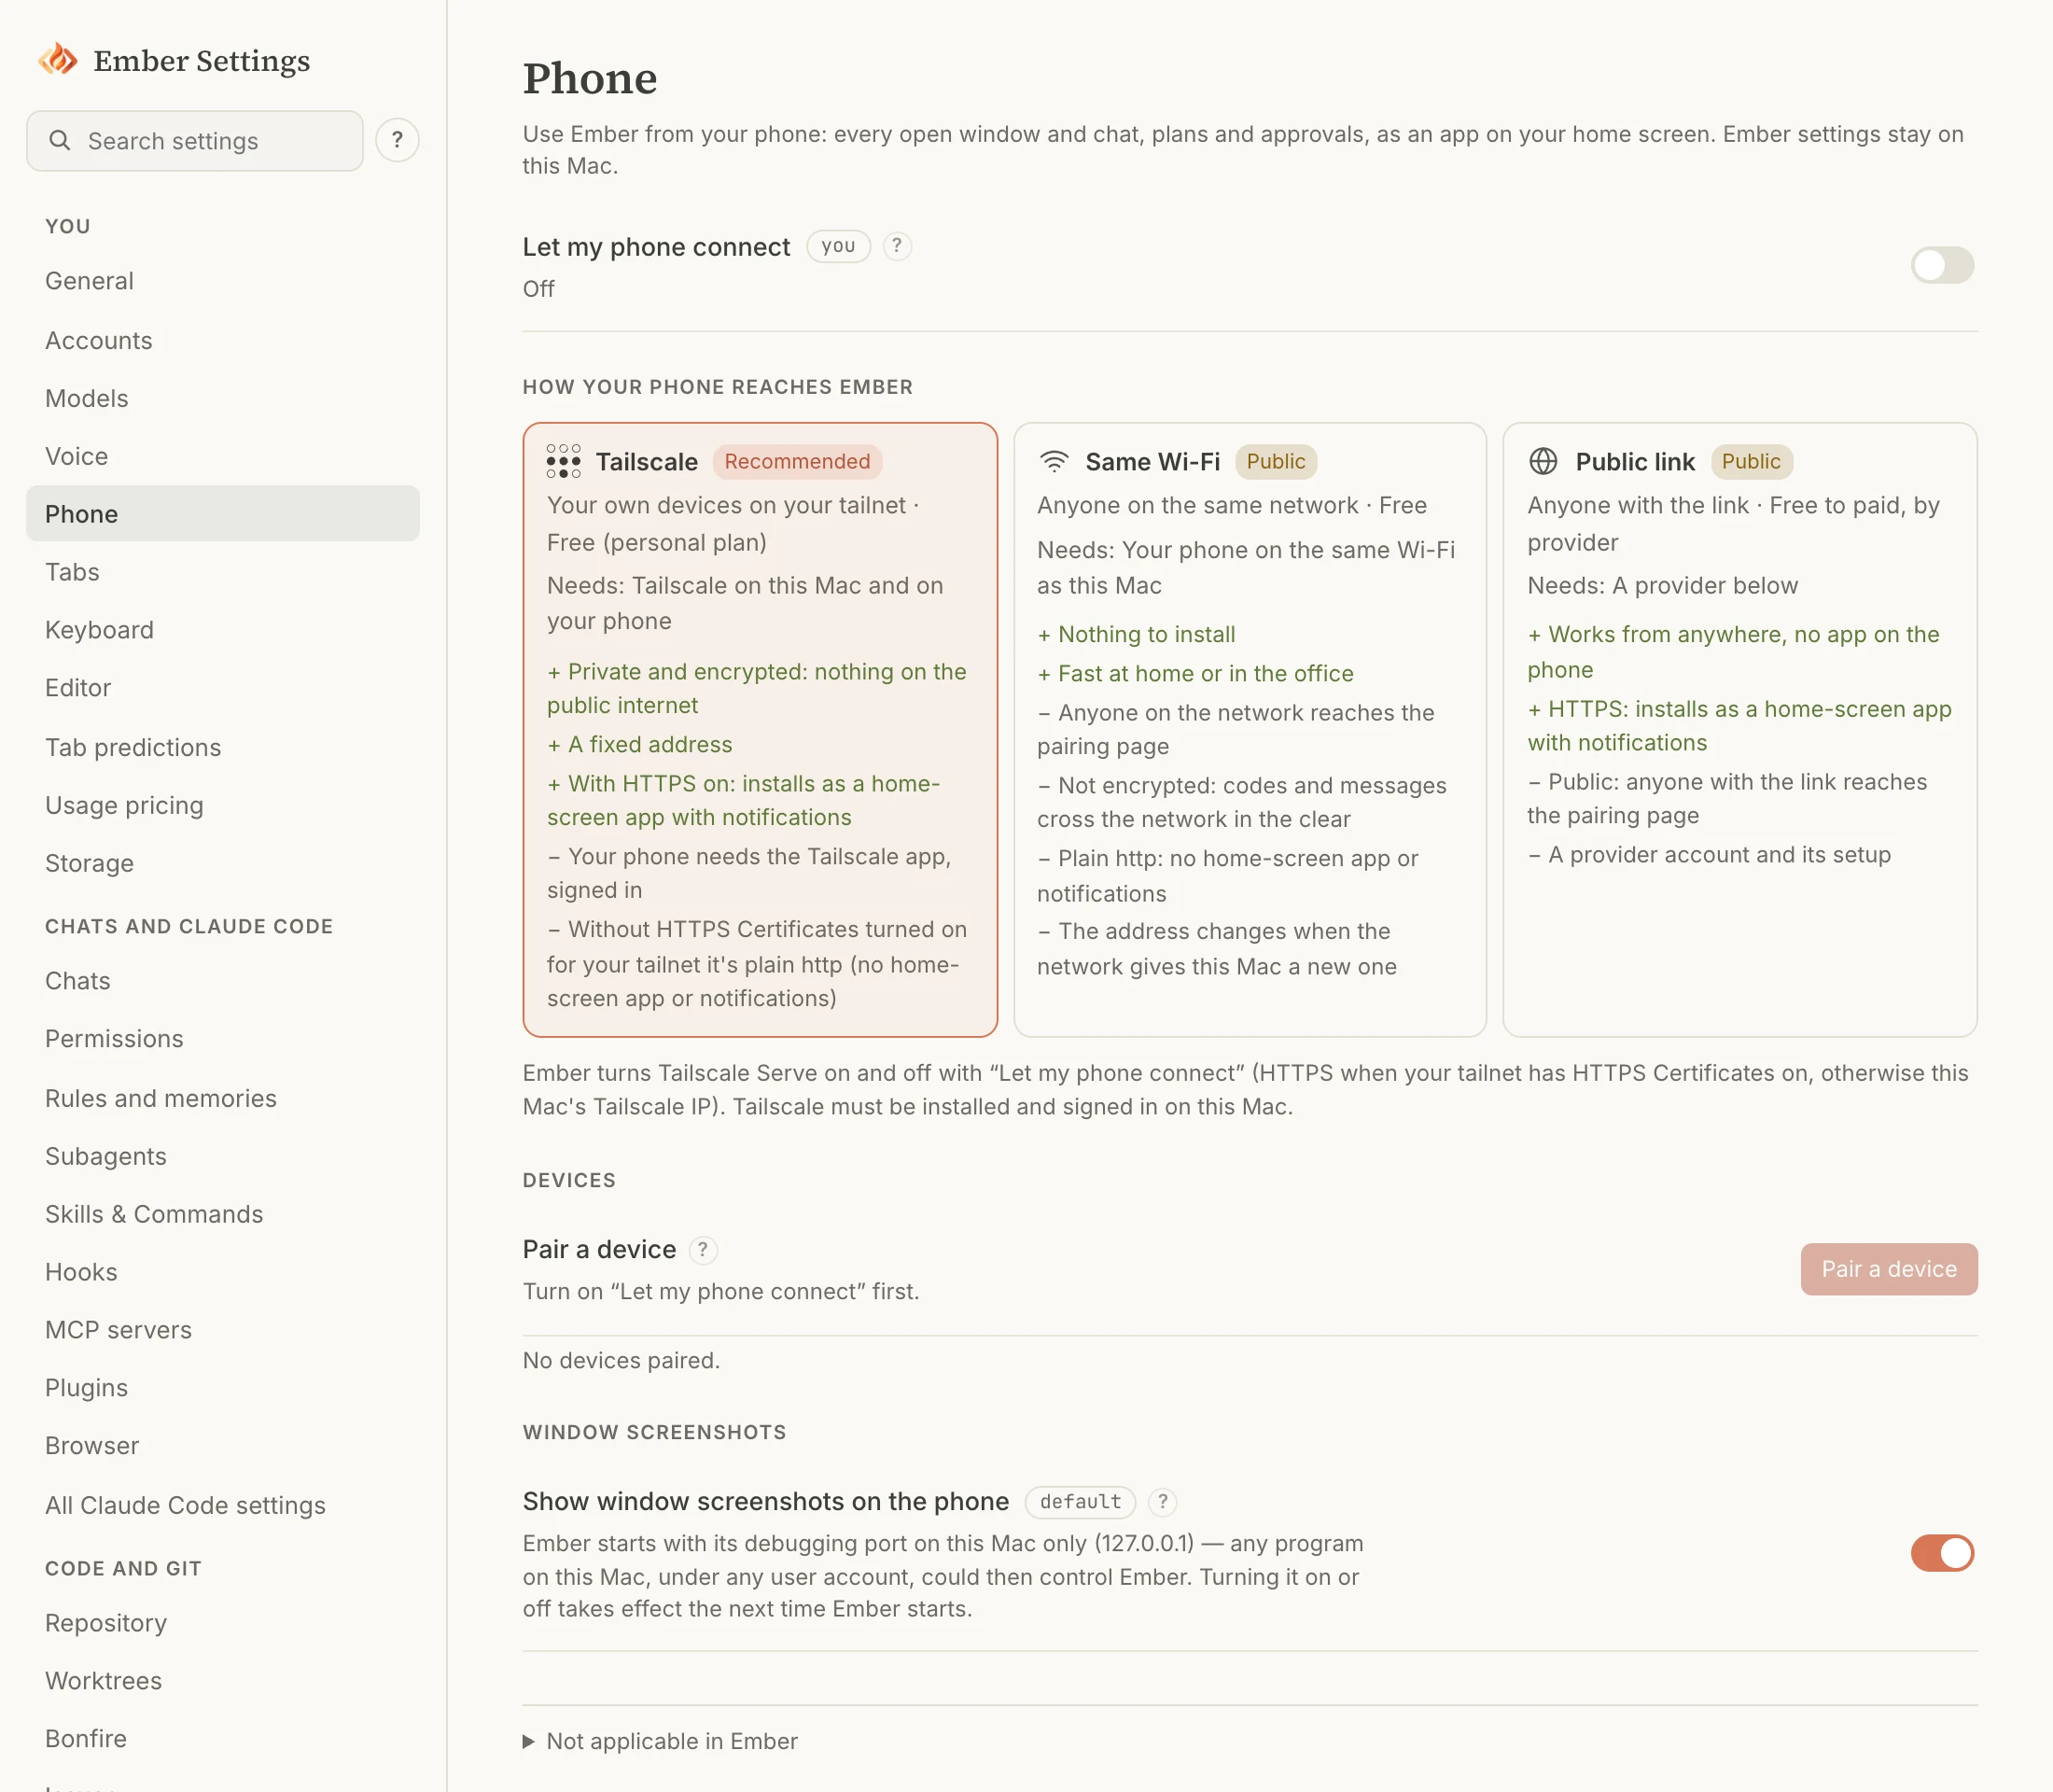 Ember Settings
Search settings
?
YOU
General
Accounts
Models
Voice
Phone
Tabs
Keyboard
Editor
Tab predictions
Usage pricing
Storage
CHATS AND CLAUDE CODE
Chats
Permissions
Rules and memories
Subagents
Skills & Commands
Hooks
MCP servers
Plugins
Browser
All Claude Code settings
CODE AND GIT
Repository
Worktrees
Bonfire
Phone
Use Ember from your phone: every open window and chat, plans and approvals, as an app on your home screen. Ember settings stay on
this Mac.
Let my phone connect you ?
Off
HOW YOUR PHONE REACHES EMBER
Tailscale Recommended
Your own devices on your tailnet ·
Free (personal plan)
Needs: Tailscale on this Mac and on
your phone
+ Private and encrypted: nothing on the
public internet
+ A fixed address
+ With HTTPS on: installs as a home-
screen app with notifications
− Your phone needs the Tailscale app,
signed in
− Without HTTPS Certificates turned on
for your tailnet it's plain http (no home-
screen app or notifications)
Same Wi-Fi Public
Anyone on the same network · Free
Needs: Your phone on the same Wi-Fi
as this Mac
+ Nothing to install
+ Fast at home or in the office
− Anyone on the network reaches the
pairing page
− Not encrypted: codes and messages
cross the network in the clear
− Plain http: no home-screen app or
notifications
− The address changes when the
network gives this Mac a new one
Public link Public
Anyone with the link · Free to paid, by
provider
Needs: A provider below
+ Works from anywhere, no app on the
phone
+ HTTPS: installs as a home-screen app
with notifications
− Public: anyone with the link reaches
the pairing page
− A provider account and its setup
Ember turns Tailscale Serve on and off with “Let my phone connect” (HTTPS when your tailnet has HTTPS Certificates on, otherwise this
Mac's Tailscale IP). Tailscale must be installed and signed in on this Mac.
DEVICES
Pair a device ?
Turn on “Let my phone connect” first.
Pair a device
No devices paired.
WINDOW SCREENSHOTS
Show window screenshots on the phone default ?
Ember starts with its debugging port on this Mac only (127.0.0.1) — any program
on this Mac, under any user account, could then control Ember. Turning it on or
off takes effect the next time Ember starts.
Not applicable in Ember